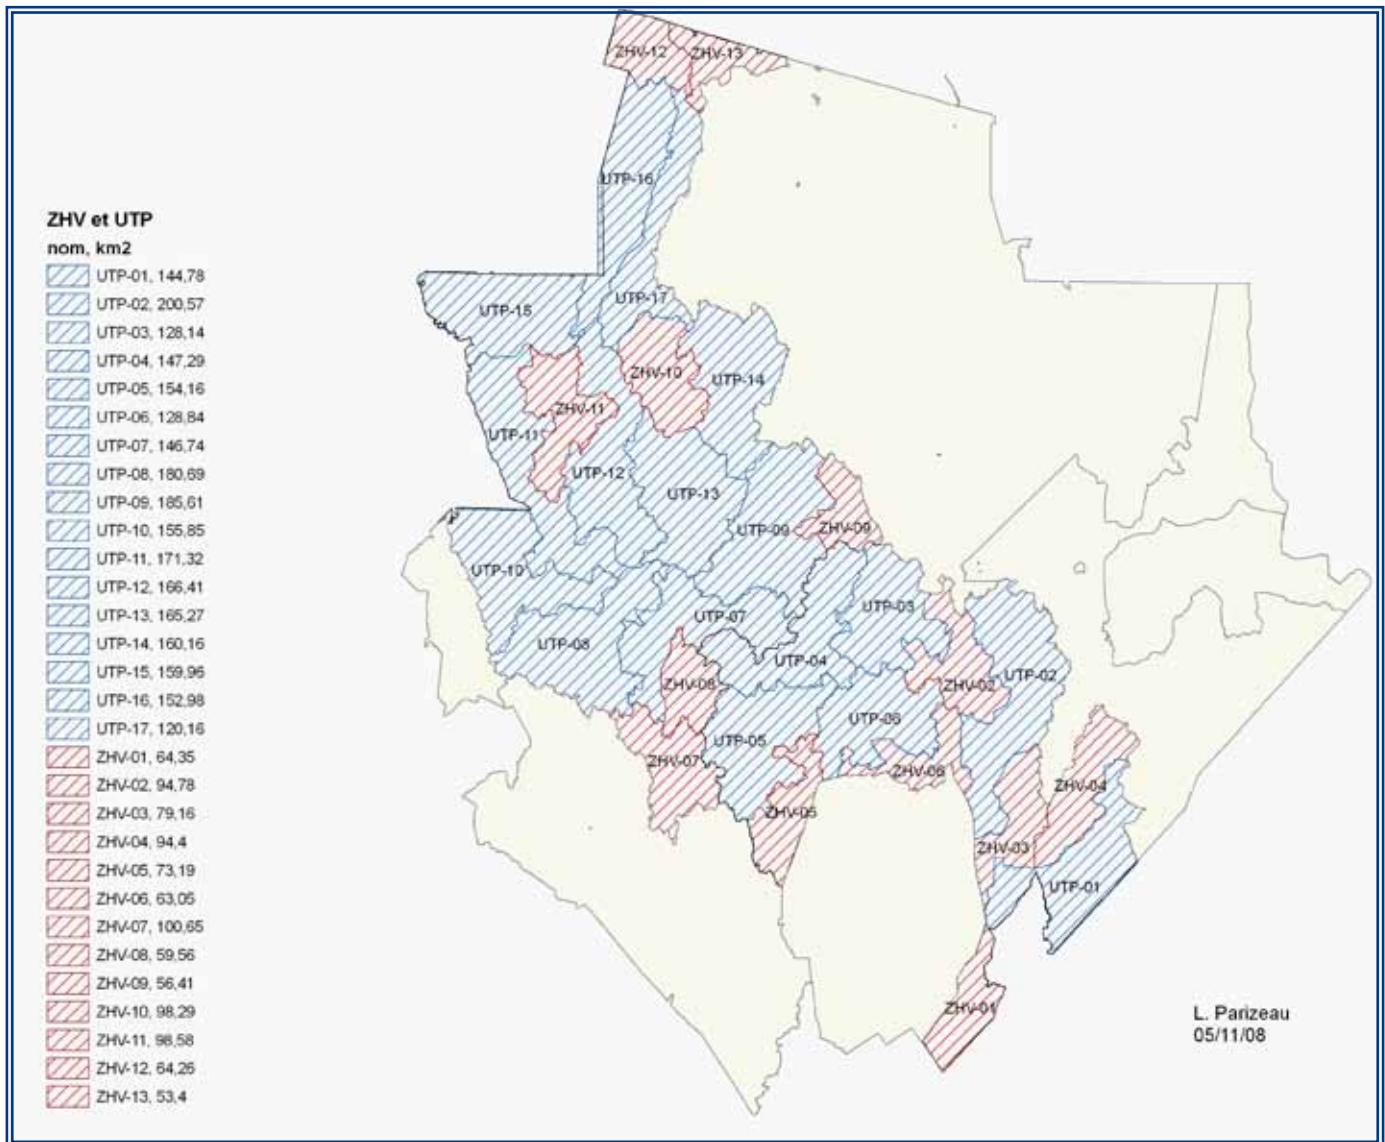 ZHV et UTP
nom, km2
UTP-01, 144,78
UTP-02, 200,57
UTP-03, 128,14
UTP-04, 147,29
UTP-05, 154,16
UTP-06, 128,84
UTP-07, 146,74
UTP-08, 180,69
UTP-09, 185,61
UTP-10, 155,85
UTP-11, 171,32
UTP-12, 166,41
UTP-13, 165,27
UTP-14, 160,16
UTP-15, 159,96
UTP-16, 152,98
UTP-17, 120,16
ZHV-01, 64,35
ZHV-02, 94,78
ZHV-03, 79,16
ZHV-04, 94,4
ZHV-05, 73,19
ZHV-06, 63,05
ZHV-07, 100,65
ZHV-08, 59,56
ZHV-09, 56,41
ZHV-10, 98,29
ZHV-11, 98,58
ZHV-12, 64,26
ZHV-13, 53,4
ZHV-12
ZHV-13
UTP-16
UTP-17
UTP-15
ZHV-10
UTP-14
ZHV-11
UTP-11
UTP-12
UTP-13
UTP-09
ZHV-09
UTP-10
UTP-03
UTP-07
UTP-08
UTP-04
UTP-02
ZHV-08
ZHV-02
UTP-06
UTP-05
ZHV-07
ZHV-06
ZHV-04
ZHV-05
ZHV-03
UTP-01
ZHV-01
L. Parizeau
05/11/08